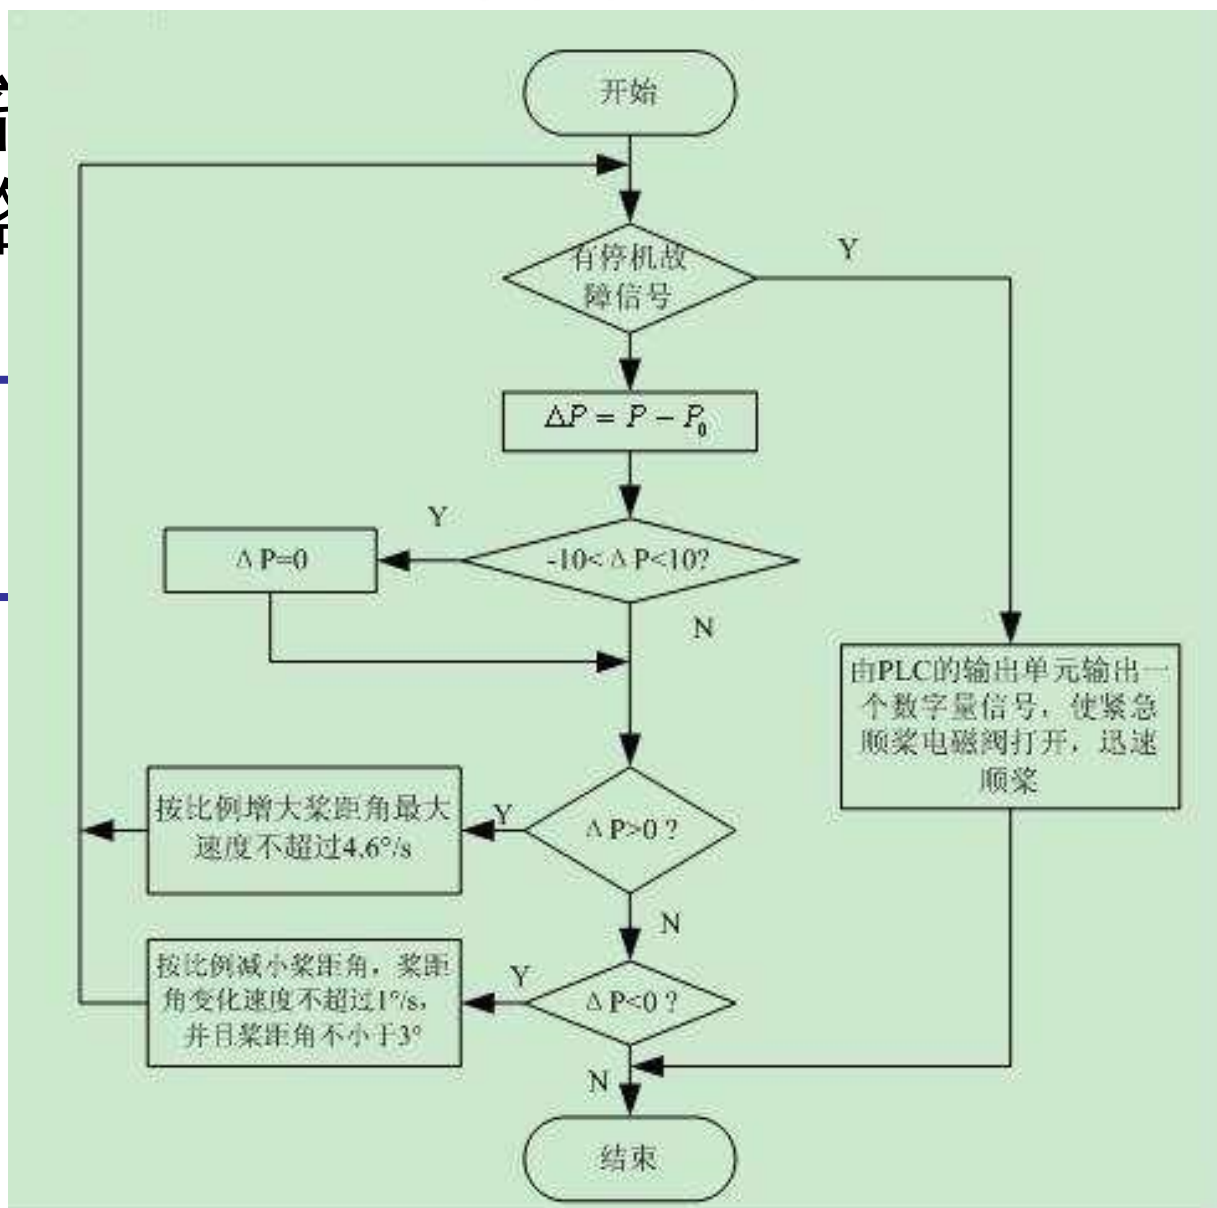 开始
有停机故
障信号
Y
ΔP = P − P₀
Y
-10<ΔP<10?
ΔP=0
N
由PLC的输出单元输出一
个数字量信号，使紧急
顺桨电磁阀打开，迅速
顺桨
按比例增大桨距角最大
速度不超过4.6°/s
Y
ΔP>0？
N
按比例减小桨距角，桨距
角变化速度不超过1°/s，
并且桨距角不小于3°
Y
ΔP<0？
N
结束